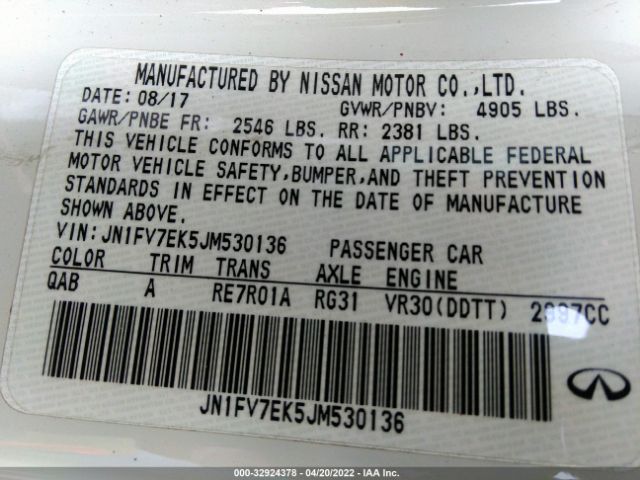 MANUFACTURED BY NISSAN MOTOR CO.,LTD.
DATE: 08/17 GVWR/PNBV: 4905 LBS.
GAWR/PNBE FR: 2546 LBS. RR: 2381 LBS.
THIS VEHICLE CONFORMS TO ALL APPLICABLE FEDERAL
MOTOR VEHICLE SAFETY,BUMPER,AND THEFT PREVENTION
STANDARDS IN EFFECT ON THE DATE OF MANUFACTURE
SHOWN ABOVE.
VIN:JN1FV7EK5JM530136 PASSENGER CAR
COLOR TRIM TRANS AXLE ENGINE
QAB A RE7R01A RG31 VR30(DDTT) 2997CC
JN1FV7EK5JM530136
000-32924378 - 04/20/2022 - IAA Inc.